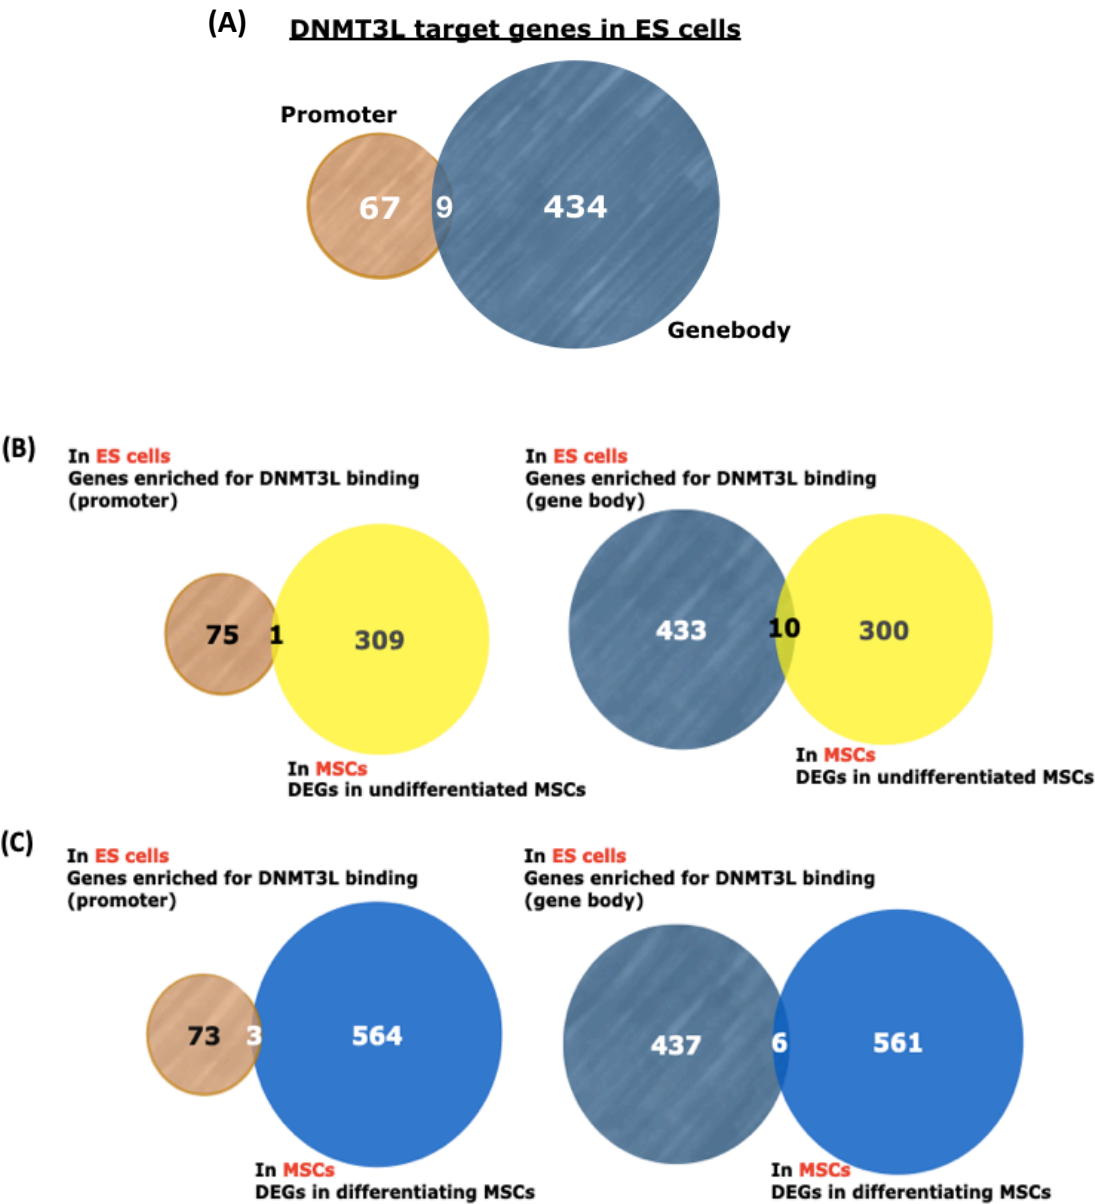 (A)
DNMT3L target genes in ES cells
Promoter
67
9
434
Genebody
(B)
In ES cells
Genes enriched for DNMT3L binding
(promoter)
75
1
309
In MSCs
DEGs in undifferentiated MSCs
In ES cells
Genes enriched for DNMT3L binding
(gene body)
433
10
300
In MSCs
DEGs in undifferentiated MSCs
(C)
In ES cells
Genes enriched for DNMT3L binding
(promoter)
73
3
564
In MSCs
DEGs in differentiating MSCs
In ES cells
Genes enriched for DNMT3L binding
(gene body)
437
6
561
In MSCs
DEGs in differentiating MSCs